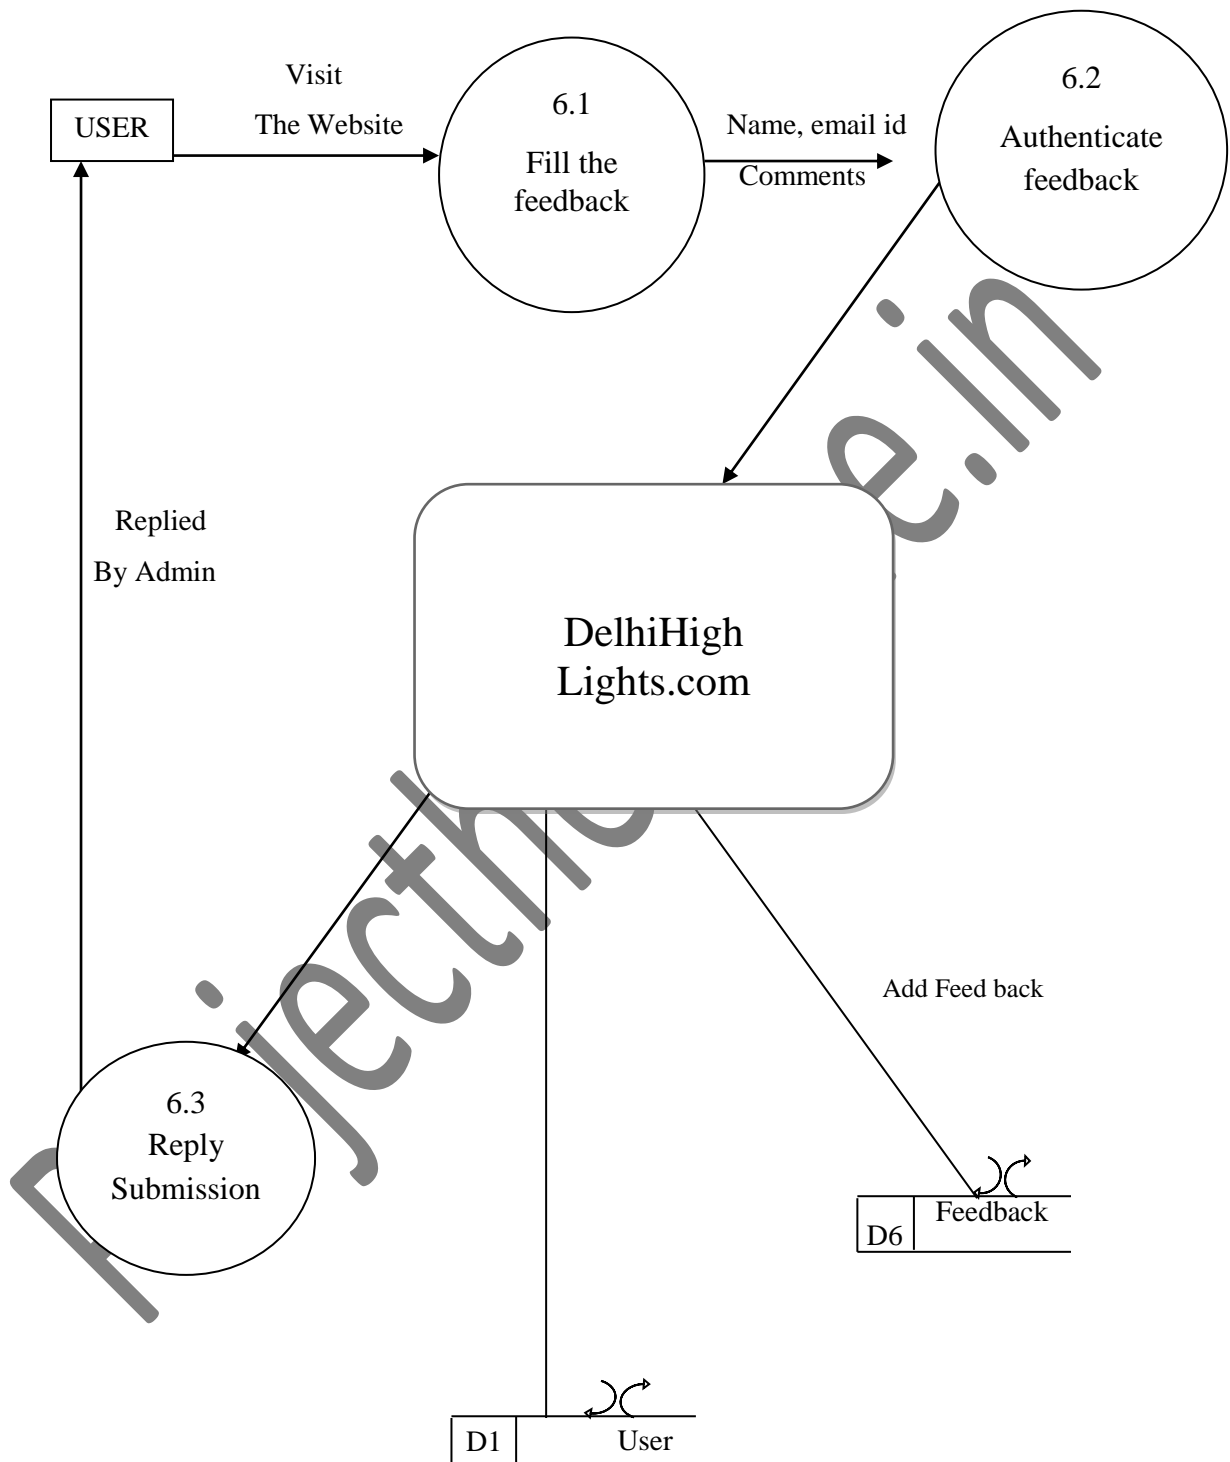 Visit
The Website
USER
6.1
Fill the
feedback
Name, email id
Comments
6.2
Authenticate
feedback
Replied
By Admin
DelhiHigh
Lights.com
Add Feed back
6.3
Reply
Submission
D6
Feedback
D1
User